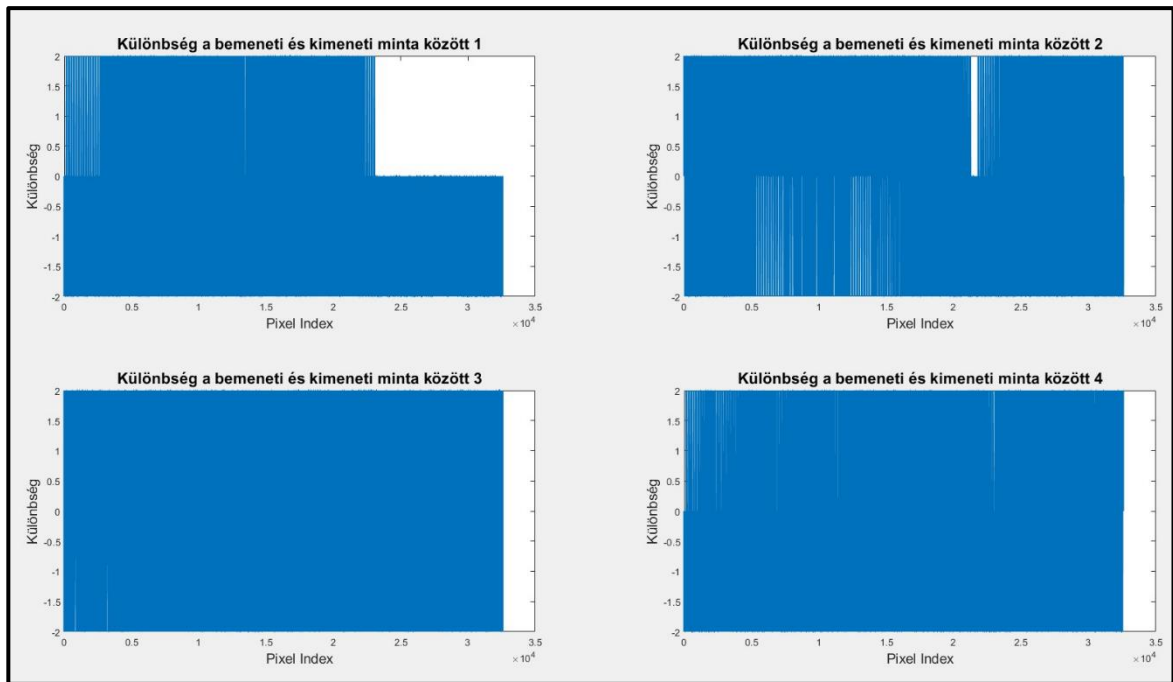 Különbség a bemeneti és kimeneti minta között 1
2
1.5
1
0.5
0
-0.5
-1
-1.5
-2
Különbség
0 0.5 1 1.5 2 2.5 3 3.5
Pixel Index
×10⁴
Különbség a bemeneti és kimeneti minta között 2
2
1.5
1
0.5
0
-0.5
-1
-1.5
-2
Különbség
0 0.5 1 1.5 2 2.5 3 3.5
Pixel Index
×10⁴
Különbség a bemeneti és kimeneti minta között 3
2
1.5
1
0.5
0
-0.5
-1
-1.5
-2
Különbség
0 0.5 1 1.5 2 2.5 3 3.5
Pixel Index
×10⁴
Különbség a bemeneti és kimeneti minta között 4
2
1.5
1
0.5
0
-0.5
-1
-1.5
-2
Különbség
0 0.5 1 1.5 2 2.5 3 3.5
Pixel Index
×10⁴